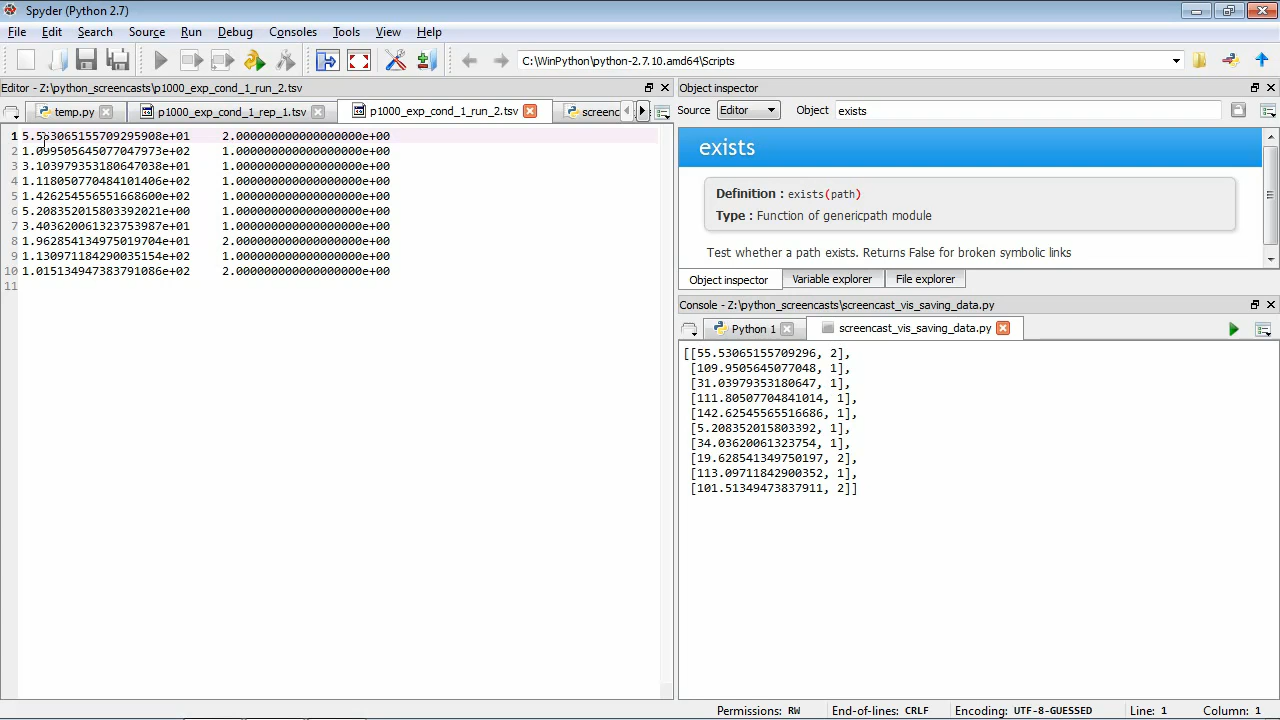 Spyder (Python 2.7)
File Edit Search Source Run Debug Consoles Tools View Help
C:\WinPython\python-2.7.10.amd64\Scripts
Editor - Z:\python_screencasts\p1000_exp_cond_1_run_2.tsv
temp.py p1000_exp_cond_1_rep_1.tsv p1000_exp_cond_1_run_2.tsv screenc
1 5.553065155709295908e+01 2.000000000000000000e+00
2 1.099505645077047973e+02 1.000000000000000000e+00
3 3.103979353180647038e+01 1.000000000000000000e+00
4 1.118050770484101406e+02 1.000000000000000000e+00
5 1.426254556551668600e+02 1.000000000000000000e+00
6 5.208352015803392021e+00 1.000000000000000000e+00
7 3.403620061323753987e+01 1.000000000000000000e+00
8 1.962854134975019704e+01 2.000000000000000000e+00
9 1.130971184290035154e+02 1.000000000000000000e+00
10 1.015134947383791086e+02 2.000000000000000000e+00
11
Object inspector
Source Editor Object exists
exists
Definition : exists(path)
Type : Function of genericpath module
Test whether a path exists. Returns False for broken symbolic links
Object inspector Variable explorer File explorer
Console - Z:\python_screencasts\screencast_vis_saving_data.py
Python 1 screencast_vis_saving_data.py
[[55.53065155709296, 2],
[109.9505645077048, 1],
[31.03979353180647, 1],
[111.80507704841014, 1],
[142.62545565516686, 1],
[5.208352015803392, 1],
[34.03620061323754, 1],
[19.628541349750197, 2],
[113.09711842900352, 1],
[101.51349473837911, 2]]
Permissions: RW End-of-lines: CRLF Encoding: UTF-8-GUESSED Line: 1 Column: 1